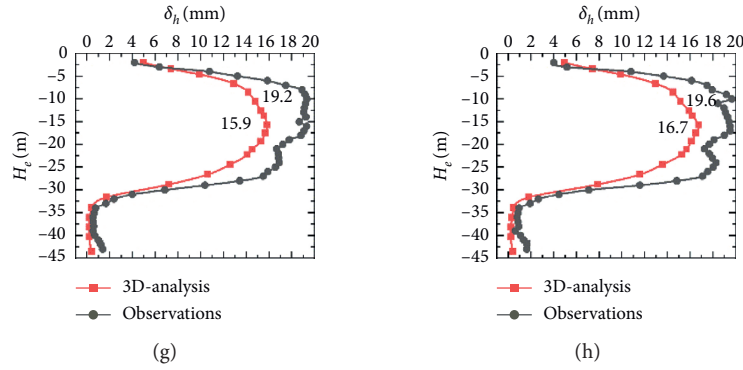 δh (mm)
0 2 4 6 8 10 12 14 16 18 20
0
−5
−10
−15
−20
−25
−30
−35
−40
−45
He (m)
19.2
15.9
3D-analysis
Observations
(g)
δh (mm)
0 2 4 6 8 10 12 14 16 18 20
0
−5
−10
−15
−20
−25
−30
−35
−40
−45
He (m)
19.6
16.7
3D-analysis
Observations
(h)